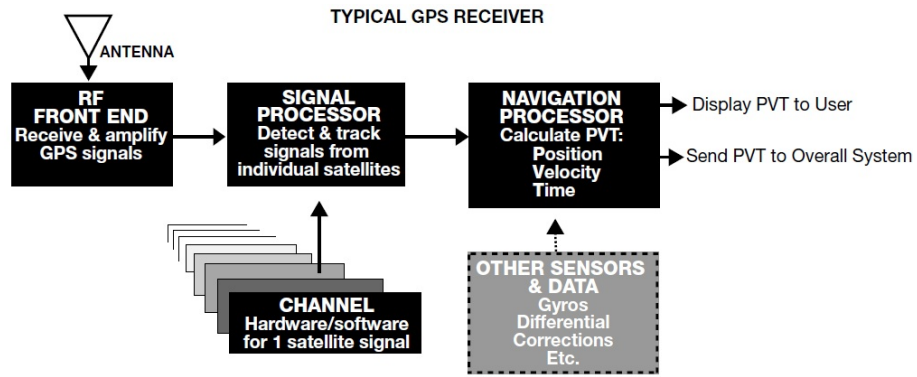 TYPICAL GPS RECEIVER
ANTENNA
RF
FRONT END
Receive & amplify
GPS signals
SIGNAL
PROCESSOR
Detect & track
signals from
individual satellites
NAVIGATION
PROCESSOR
Calculate PVT:
Position
Velocity
Time
Display PVT to User
Send PVT to Overall System
CHANNEL
Hardware/software
for 1 satellite signal
OTHER SENSORS
& DATA
Gyros
Differential
Corrections
Etc.